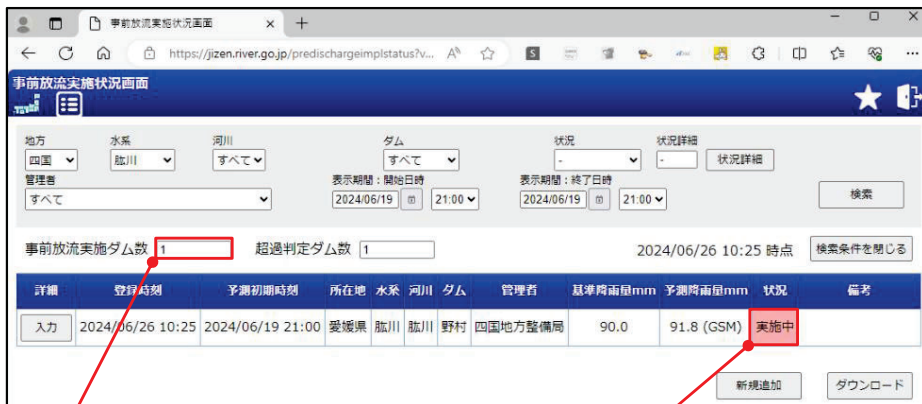 事前放流実施状況画面
https://jizen.river.go.jp/predischargeimplstatus?v...
事前放流実施状況画面
地方 水系 河川 ダム 状況 状況詳細
四国 肱川 すべて すべて - - 状況詳細
管理者 表示期間：開始日時 表示期間：終了日時
すべて 2024/06/19 21:00 2024/06/19 21:00 検索
事前放流実施ダム数 1 超過判定ダム数 1 2024/06/26 10:25 時点 検索条件を閉じる
詳細 登録時刻 予測初期時刻 所在地 水系 河川 ダム 管理者 基準降雨量mm 予測降雨量mm 状況 備考
入力 2024/06/26 10:25 2024/06/19 21:00 愛媛県 肱川 肱川 野村 四国地方整備局 90.0 91.8 (GSM) 実施中
新規追加 ダウンロード